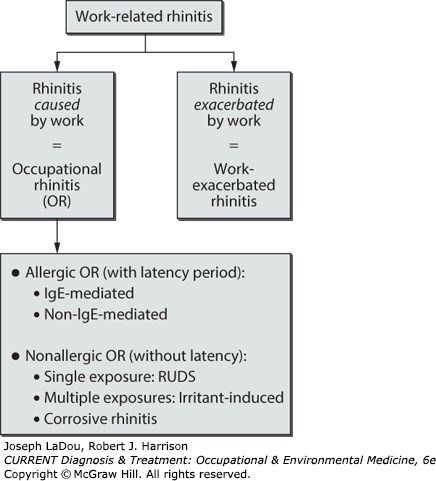 Work-related rhinitis
Rhinitis
caused
by work
=
Occupational
rhinitis
(OR)
Rhinitis
exacerbated
by work
=
Work-
exacerbated
rhinitis
● Allergic OR (with latency period):
• IgE-mediated
• Non-IgE-mediated
● Nonallergic OR (without latency):
• Single exposure: RUDS
• Multiple exposures: Irritant-induced
• Corrosive rhinitis
Joseph LaDou, Robert J. Harrison
CURRENT Diagnosis & Treatment: Occupational & Environmental Medicine, 6e
Copyright © McGraw Hill. All rights reserved.